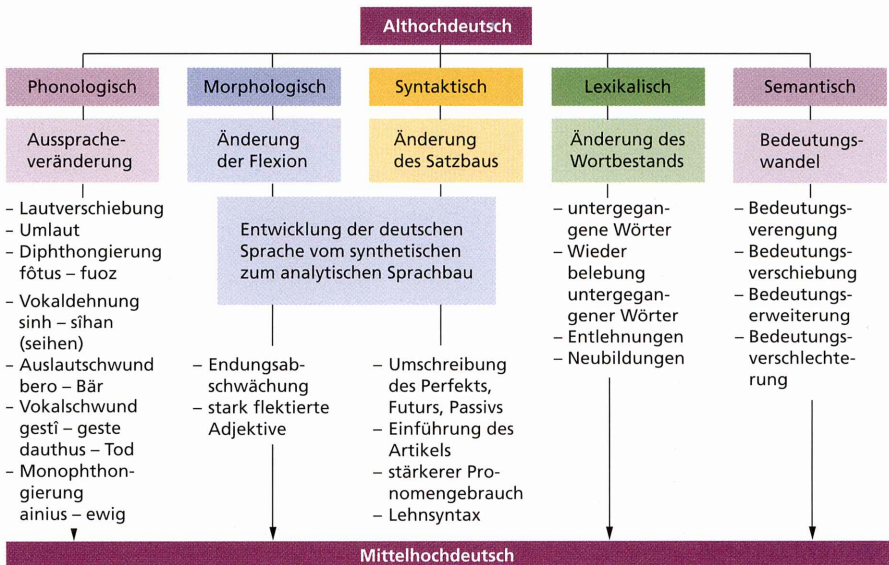 Althochdeutsch
Phonologisch
Morphologisch
Syntaktisch
Lexikalisch
Semantisch
Aussprache-
veränderung
Änderung
der Flexion
Änderung
des Satzbaus
Änderung des
Wortbestands
Bedeutungs-
wandel
– Lautverschiebung
– Umlaut
– Diphthongierung
fôtus – fuoz
– Vokaldehnung
sinh – sîhan
(seihen)
– Auslautschwund
bero – Bär
– Vokalschwund
gestî – geste
dauthus – Tod
– Monophthon-
gierung
ainius – ewig
Entwicklung der deutschen
Sprache vom synthetischen
zum analytischen Sprachbau
– Endungsab-
schwächung
– stark flektierte
Adjektive
– Umschreibung
des Perfekts,
Futurs, Passivs
– Einführung des
Artikels
– stärkerer Pro-
nomengebrauch
– Lehnsyntax
– untergegan-
gene Wörter
– Wieder
belebung
untergegan-
gener Wörter
– Entlehnungen
– Neubildungen
– Bedeutungs-
verengung
– Bedeutungs-
verschiebung
– Bedeutungs-
erweiterung
– Bedeutungs-
verschlechte-
rung
Mittelhochdeutsch